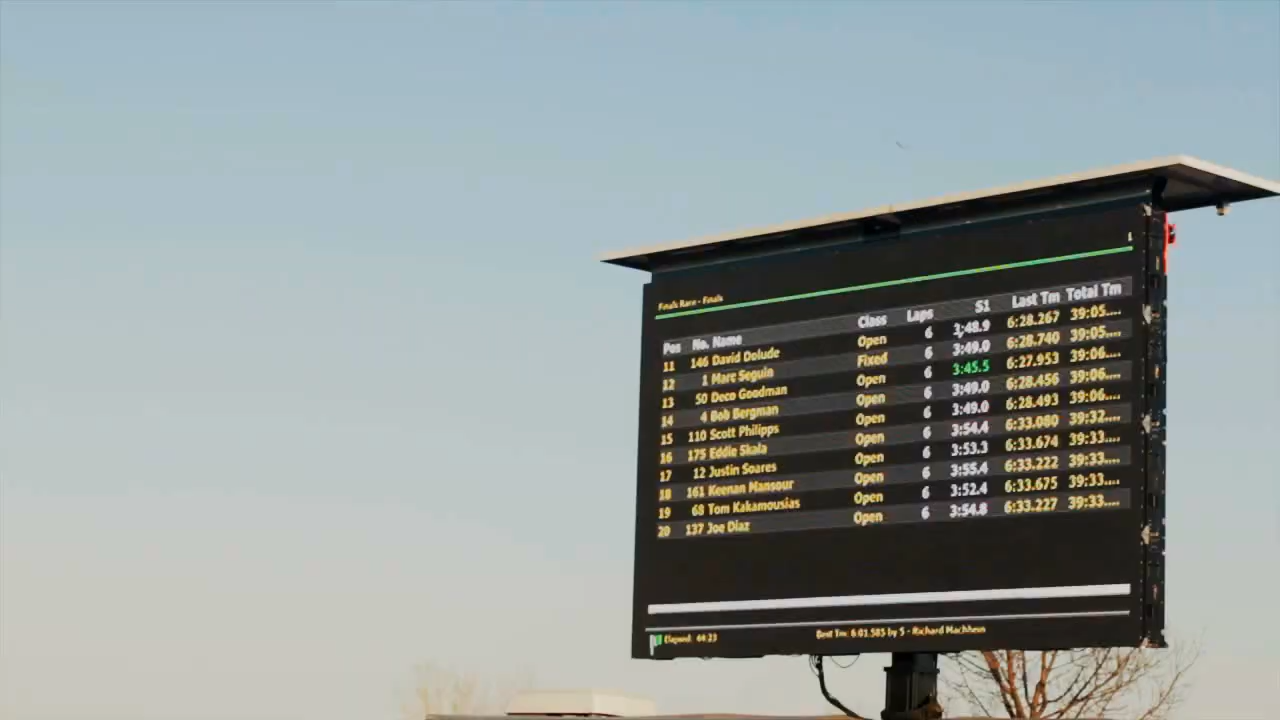 1
Finals Race - Finals
Pos No. Name Class Laps S1 Last Tm Total Tm
11 146 David Dolude Open 6 3:48.9 6:28.267 39:05....
12 1 Marc Seguin Fixed 6 3:49.0 6:28.740 39:05....
13 50 Deco Goodman Open 6 3:45.5 6:27.953 39:06....
14 4 Bob Bergman Open 6 3:49.0 6:28.456 39:06....
15 110 Scott Philipps Open 6 3:49.0 6:28.493 39:06....
16 175 Eddie Skala Open 6 3:54.4 6:33.080 39:32....
17 12 Justin Soares Open 6 3:53.3 6:33.674 39:33....
18 161 Keenan Mansour Open 6 3:55.4 6:33.222 39:33....
19 68 Tom Kakamousias Open 6 3:52.4 6:33.675 39:33....
20 137 Joe Diaz Open 6 3:54.8 6:33.227 39:33....
Elapsed: 44:23
Best Tm: 6:01.585 by 5 - Richard Machhein